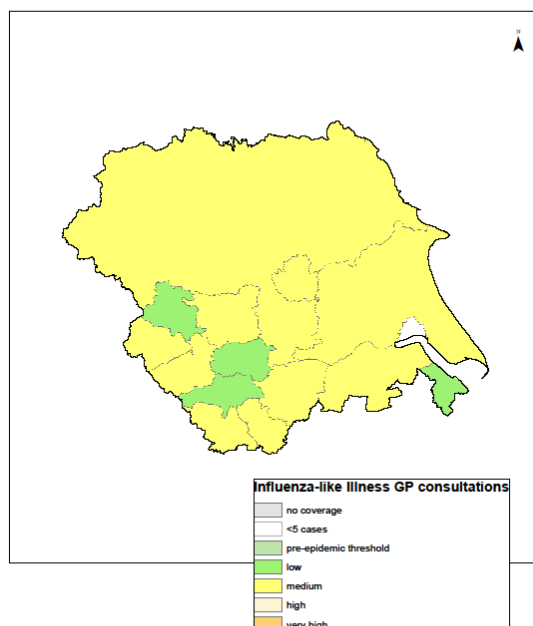 N
Influenza-like Illness GP consultations
no coverage
<5 cases
pre-epidemic threshold
low
medium
high
very high